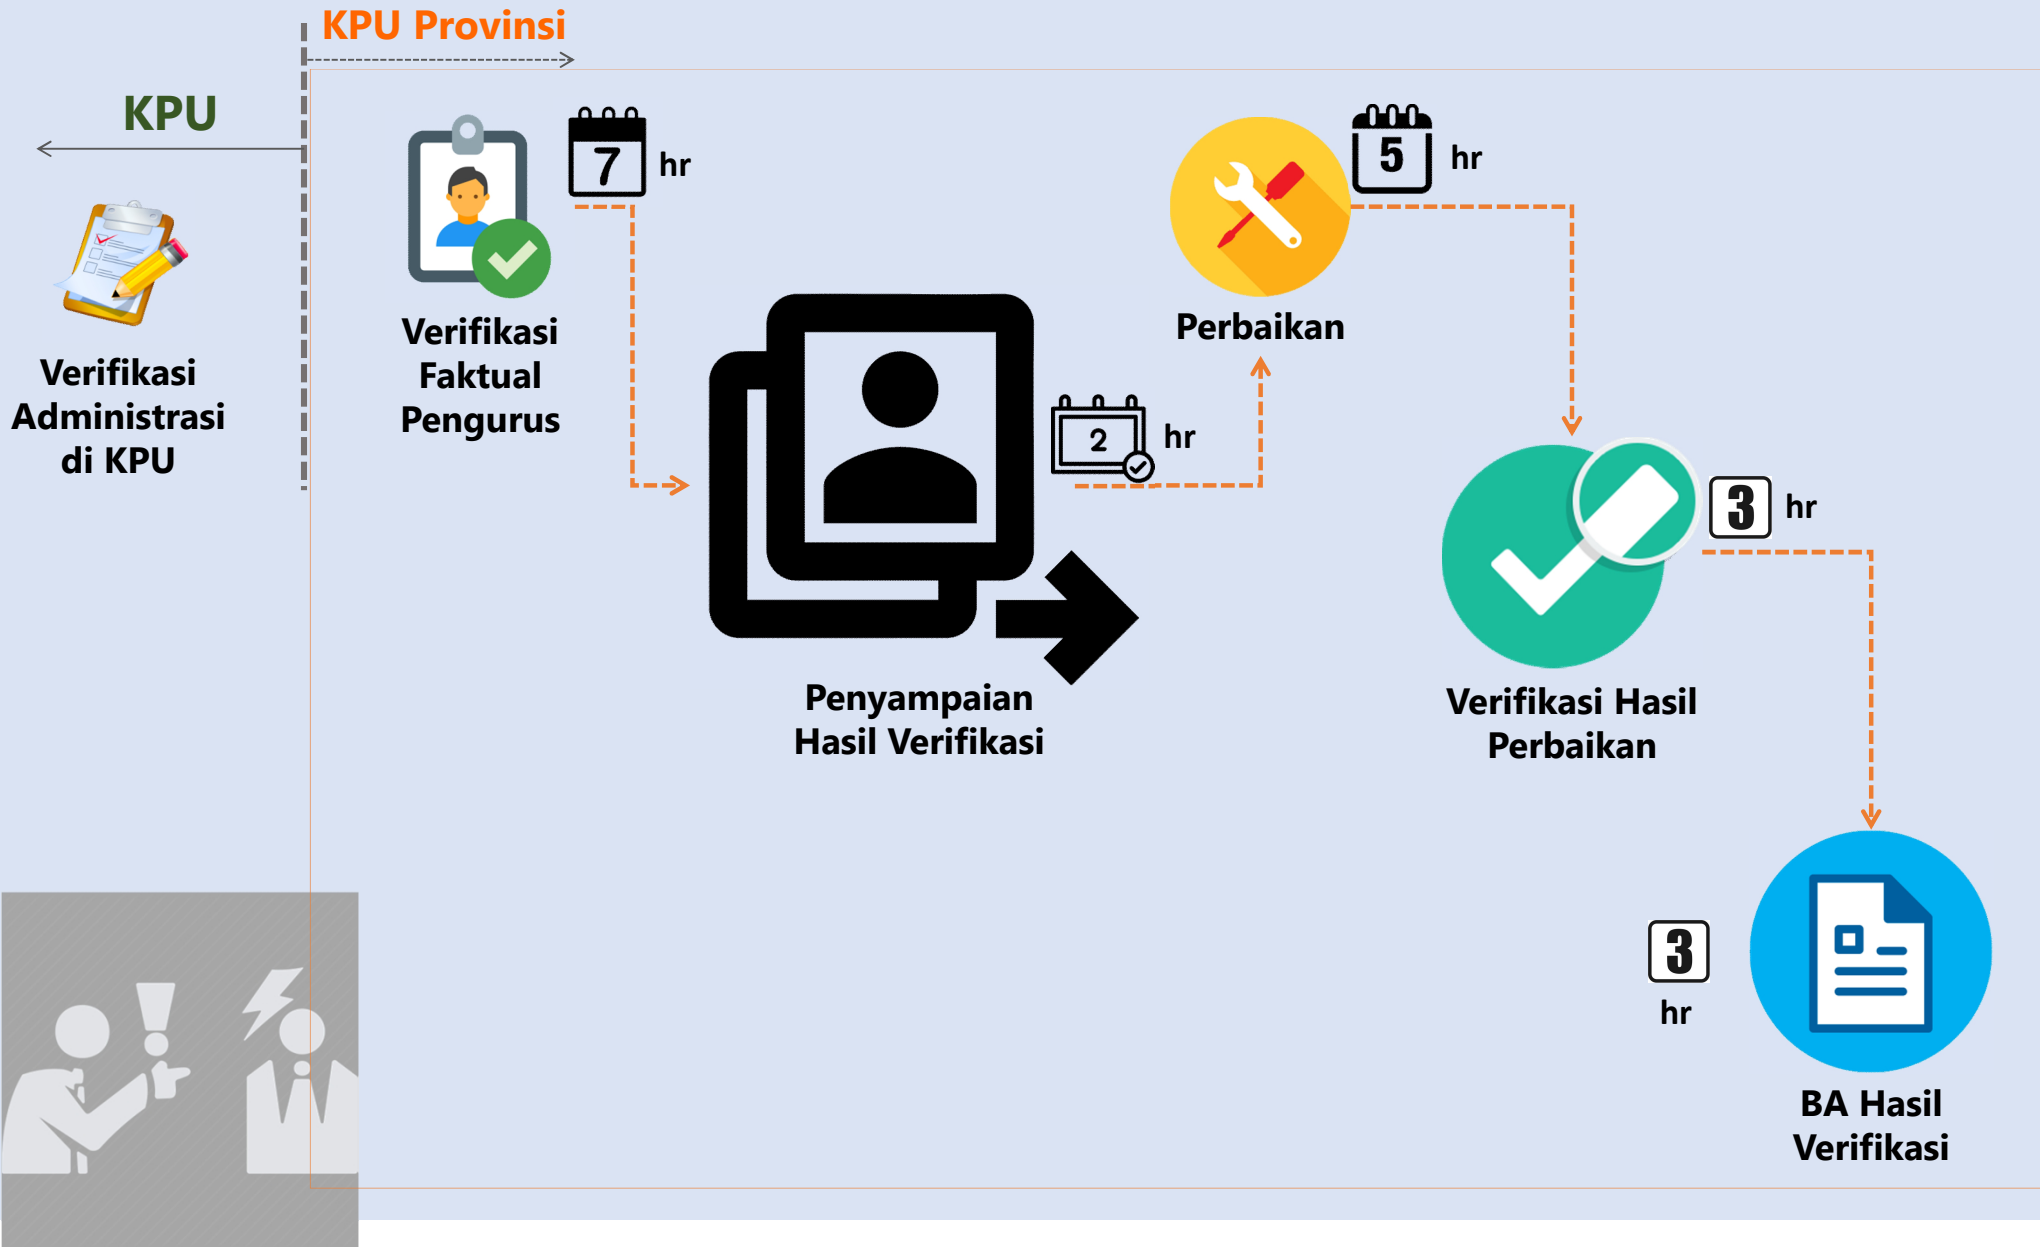 KPU Provinsi
KPU
Verifikasi
Administrasi
di KPU
7 hr
Verifikasi
Faktual
Pengurus
2 hr
Penyampaian
Hasil Verifikasi
5 hr
Perbaikan
3 hr
Verifikasi Hasil
Perbaikan
3
hr
BA Hasil
Verifikasi